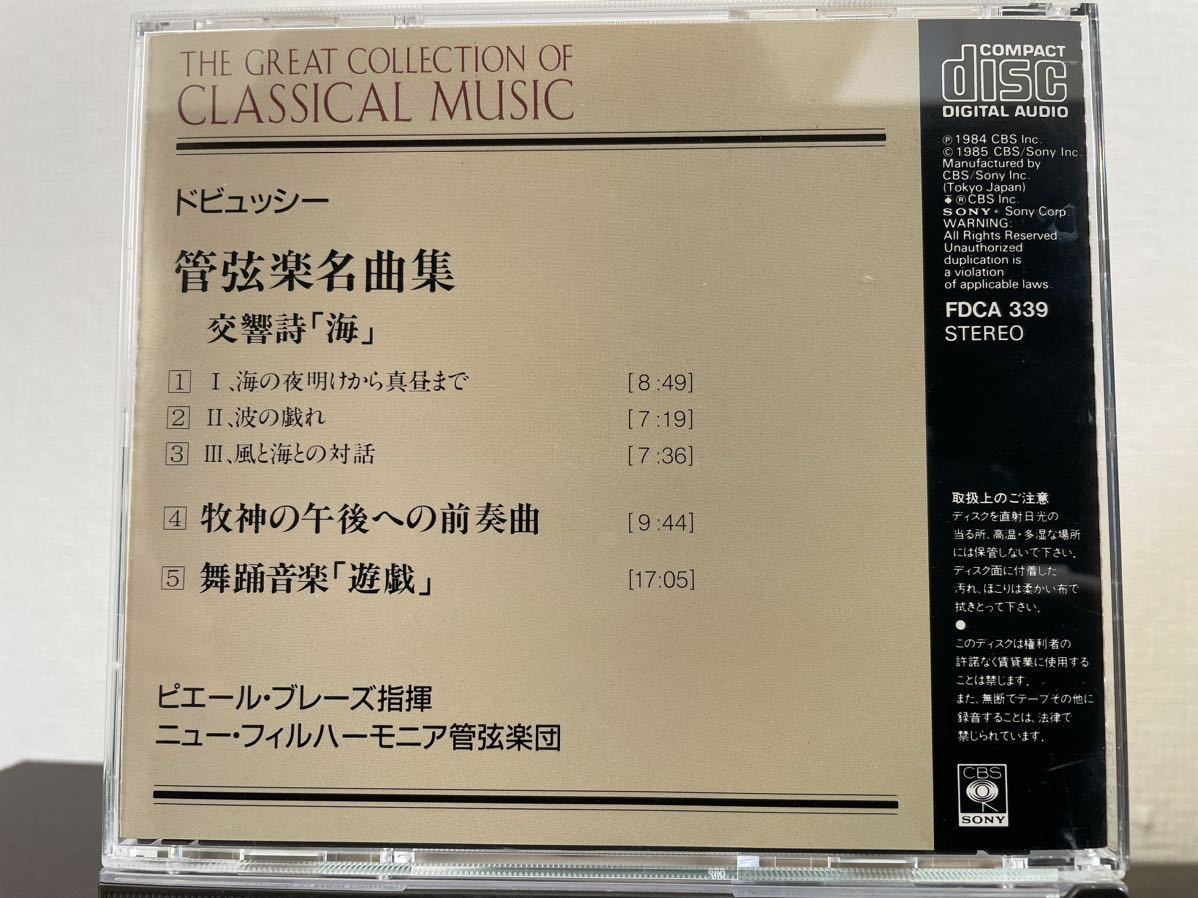 THE GREAT COLLECTION OF
CLASSICAL MUSIC
ドビュッシー
管弦楽名曲集
交響詩「海」
1 Ⅰ、海の夜明けから真昼まで [8:49]
2 Ⅱ、波の戯れ [7:19]
3 Ⅲ、風と海との対話 [7:36]
4 牧神の午後への前奏曲 [9:44]
5 舞踊音楽「遊戯」 [17:05]
ピエール・ブレーズ指揮
ニュー・フィルハーモニア管弦楽団
COMPACT
disc
DIGITAL AUDIO
Ⓟ1984 CBS Inc.
©1985 CBS/Sony Inc.
Manufactured by
CBS/Sony Inc.
(Tokyo Japan)
®CBS Inc.
SONY® Sony Corp.
WARNING:
All Rights Reserved.
Unauthorized
duplication is
a violation
of applicable laws.
FDCA 339
STEREO
取扱上のご注意
ディスクを直射日光の
当る所、高温・多湿な場所
には保管しないで下さい。
ディスク面に付着した
汚れ、ほこりは柔かい布で
拭きとって下さい。
●
このディスクは権利者の
許諾なく賃貸業に使用する
ことは禁じます。
また、無断でテープその他に
録音することは、法律で
禁じられています。
CBS
SONY